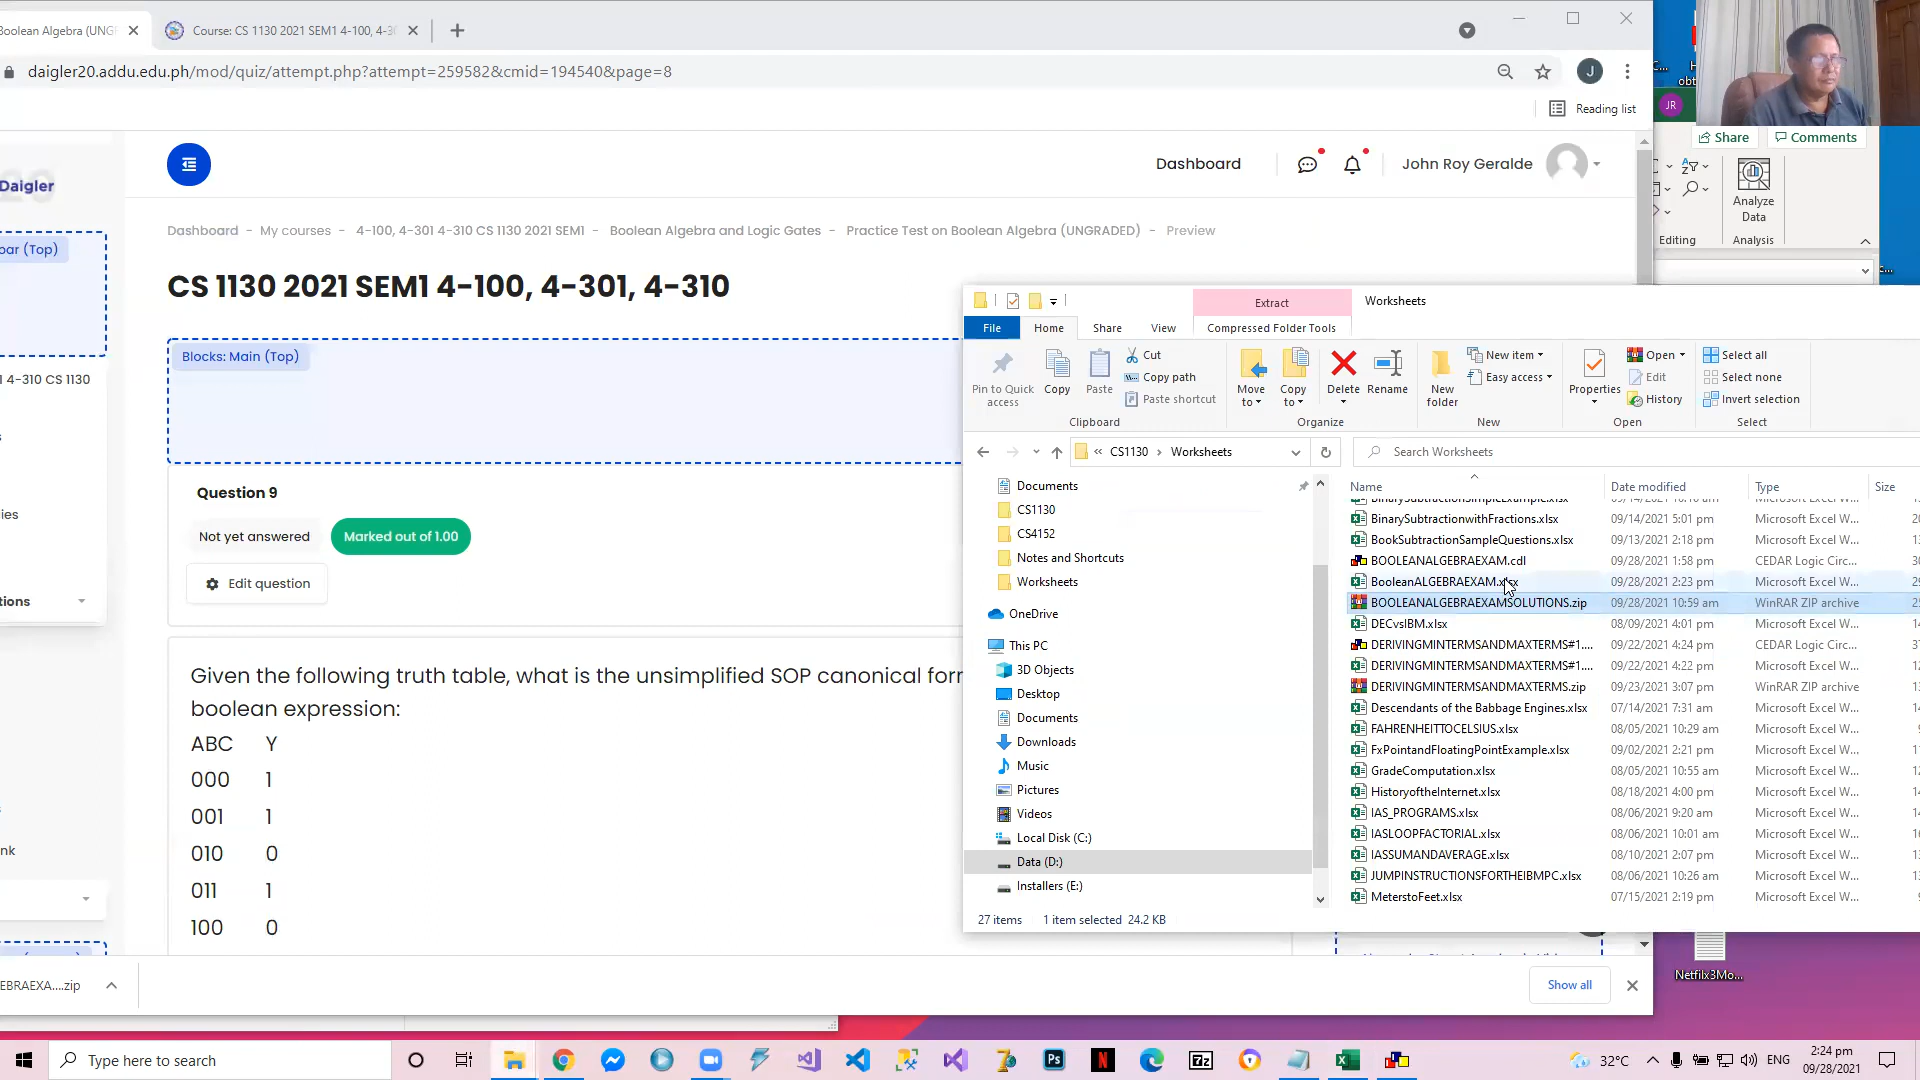 Boolean Algebra (UNG
Course: CS 1130 2021 SEM1 4-100, 4-3
daigler20.addu.edu.ph/mod/quiz/attempt.php?attempt=259582&cmid=194540&page=8
J
Reading list
JR
Share
Comments
Analyze
Data
Editing
Analysis
Daigler
Dashboard
John Roy Geralde
bar (Top)
Dashboard - My courses - 4-100, 4-301 4-310 CS 1130 2021 SEM1 - Boolean Algebra and Logic Gates - Practice Test on Boolean Algebra (UNGRADED) - Preview
CS 1130 2021 SEM1 4-100, 4-301, 4-310
Blocks: Main (Top)
1 4-310 CS 1130
Question 9
Not yet answered
Marked out of 1.00
Edit question
Given the following truth table, what is the unsimplified SOP canonical for
boolean expression:
ABC Y
000 1
001 1
010 0
011 1
100 0
Extract
Worksheets
File
Home
Share
View
Compressed Folder Tools
Pin to Quick
access
Copy
Paste
Cut
Copy path
Paste shortcut
Move
to
Copy
to
Delete
Rename
New
folder
New item
Easy access
Properties
Open
Edit
History
Select all
Select none
Invert selection
Clipboard
Organize
New
Open
Select
« CS1130 > Worksheets
Search Worksheets
Documents
CS1130
CS4152
Notes and Shortcuts
Worksheets
OneDrive
This PC
3D Objects
Desktop
Documents
Downloads
Music
Pictures
Videos
Local Disk (C:)
Data (D:)
Installers (E:)
Name Date modified Type Size
BinarySubtractionSimpleExample.xlsx
BinarySubtractionwithFractions.xlsx 09/14/2021 5:01 pm Microsoft Excel W...
BookSubtractionSampleQuestions.xlsx 09/13/2021 2:18 pm Microsoft Excel W...
BOOLEANALGEBRAEXAM.cdl 09/28/2021 1:58 pm CEDAR Logic Circ...
BooleanALGEBRAEXAM.xlsx 09/28/2021 2:23 pm Microsoft Excel W...
BOOLEANALGEBRAEXAMSOLUTIONS.zip 09/28/2021 10:59 am WinRAR ZIP archive
DECvsIBM.xlsx 08/09/2021 4:01 pm Microsoft Excel W...
DERIVINGMINTERMSANDMAXTERMS#1.... 09/22/2021 4:24 pm CEDAR Logic Circ...
DERIVINGMINTERMSANDMAXTERMS#1.... 09/22/2021 4:22 pm Microsoft Excel W...
DERIVINGMINTERMSANDMAXTERMS.zip 09/23/2021 3:07 pm WinRAR ZIP archive
Descendants of the Babbage Engines.xlsx 07/14/2021 7:31 am Microsoft Excel W...
FAHRENHEITTOCELSIUS.xlsx 08/05/2021 10:29 am Microsoft Excel W...
FxPointandFloatingPointExample.xlsx 09/02/2021 2:21 pm Microsoft Excel W...
GradeComputation.xlsx 08/05/2021 10:55 am Microsoft Excel W...
HistoryoftheInternet.xlsx 08/18/2021 4:00 pm Microsoft Excel W...
IAS_PROGRAMS.xlsx 08/06/2021 9:20 am Microsoft Excel W...
IASLOOPFACTORIAL.xlsx 08/06/2021 10:01 am Microsoft Excel W...
IASSUMANDAVERAGE.xlsx 08/10/2021 2:07 pm Microsoft Excel W...
JUMPINSTRUCTIONSFORTHEIBMPC.xlsx 08/06/2021 10:26 am Microsoft Excel W...
MeterstoFeet.xlsx 07/15/2021 2:19 pm Microsoft Excel W...
27 items 1 item selected 24.2 KB
Netfilx3Mo...
EBRAEXA....zip
Show all
Type here to search
Ps
N
7z
32°C
ENG
2:24 pm
09/28/2021